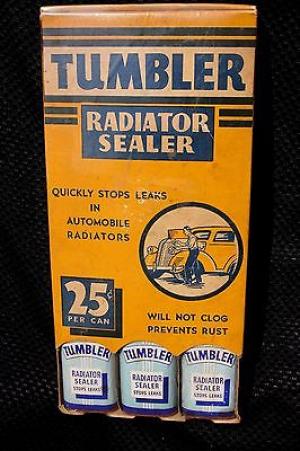 TUMBLER
RADIATOR
SEALER
QUICKLY STOPS LEAKS
IN
AUTOMOBILE
RADIATORS
25¢
PER CAN
WILL NOT CLOG
PREVENTS RUST
TUMBLER TUMBLER TUMBLER
RADIATOR RADIATOR RADIATOR
SEALER SEALER SEALER
STOPS LEAKS STOPS LEAKS STOPS LEAKS